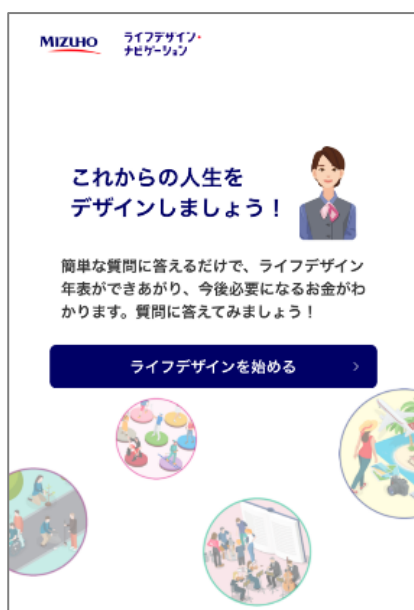 MIZUHO
ライフデザイン・
ナビゲーション
これからの人生を
デザインしましょう！
簡単な質問に答えるだけで、ライフデザイン
年表ができあがり、今後必要になるお金がわ
かります。質問に答えてみましょう！
ライフデザインを始める